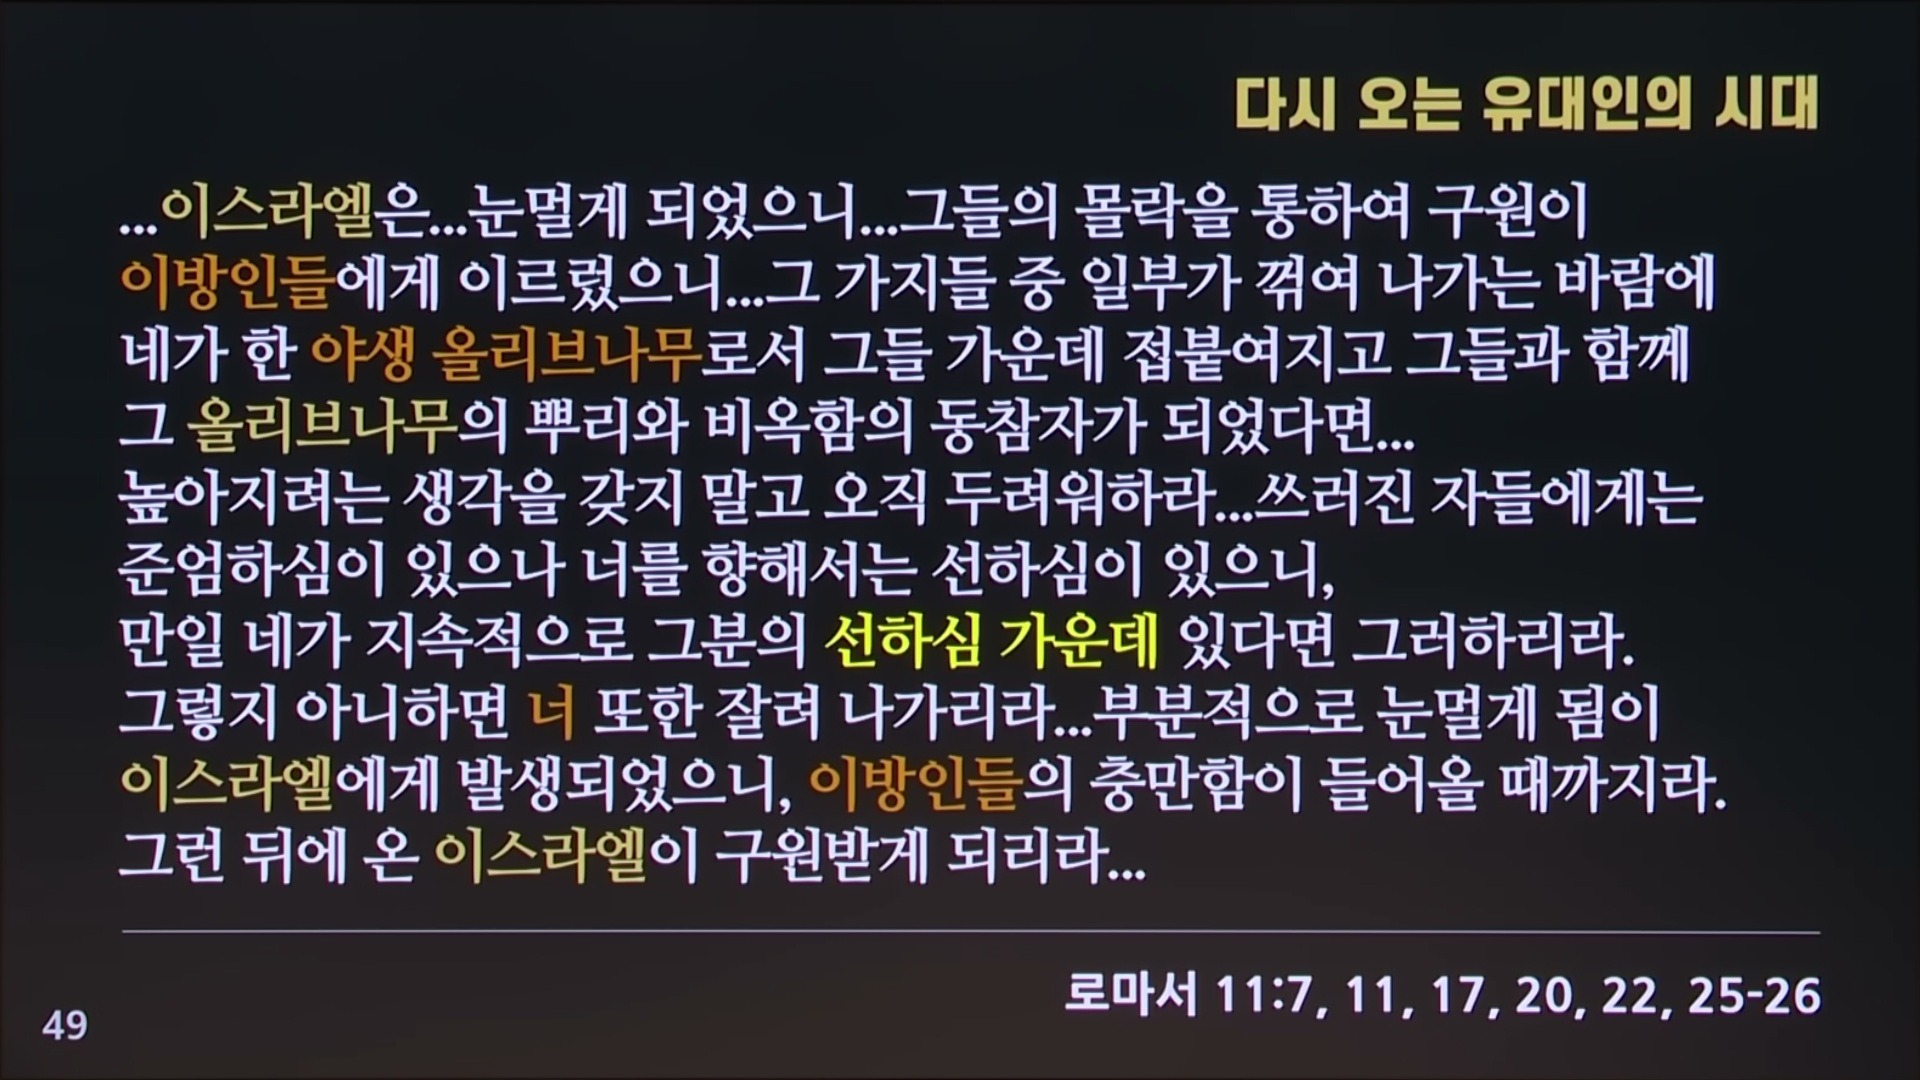 다시 오는 유대인의 시대
...이스라엘은...눈멀게 되었으니...그들의 몰락을 통하여 구원이
이방인들에게 이르렀으니...그 가지들 중 일부가 꺾여 나가는 바람에
네가 한 야생 올리브나무로서 그들 가운데 접붙여지고 그들과 함께
그 올리브나무의 뿌리와 비옥함의 동참자가 되었다면...
높아지려는 생각을 갖지 말고 오직 두려워하라...쓰러진 자들에게는
준엄하심이 있으나 너를 향해서는 선하심이 있으니,
만일 네가 지속적으로 그분의 선하심 가운데 있다면 그러하리라.
그렇지 아니하면 너 또한 잘려 나가리라...부분적으로 눈멀게 됨이
이스라엘에게 발생되었으니, 이방인들의 충만함이 들어올 때까지라.
그런 뒤에 온 이스라엘이 구원받게 되리라...
로마서 11:7, 11, 17, 20, 22, 25-26
49